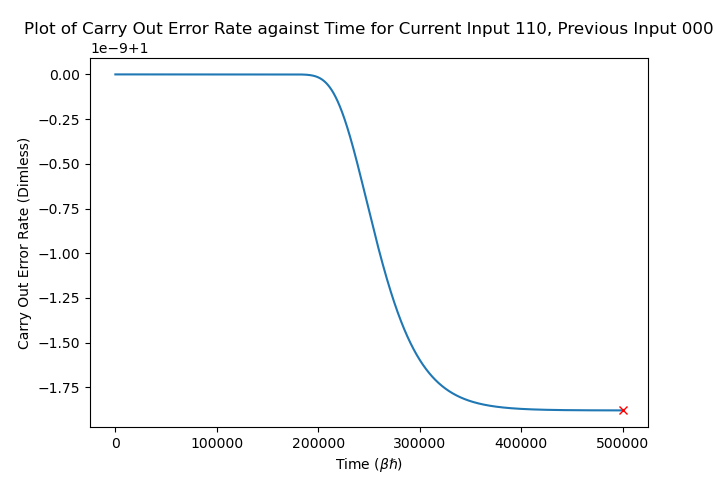 Plot of Carry Out Error Rate against Time for Current Input 110, Previous Input 000
1e−9+1
0.00
−0.25
−0.50
−0.75
−1.00
−1.25
−1.50
−1.75
Carry Out Error Rate (Dimless)
0 100000 200000 300000 400000 500000
Time (βℏ)